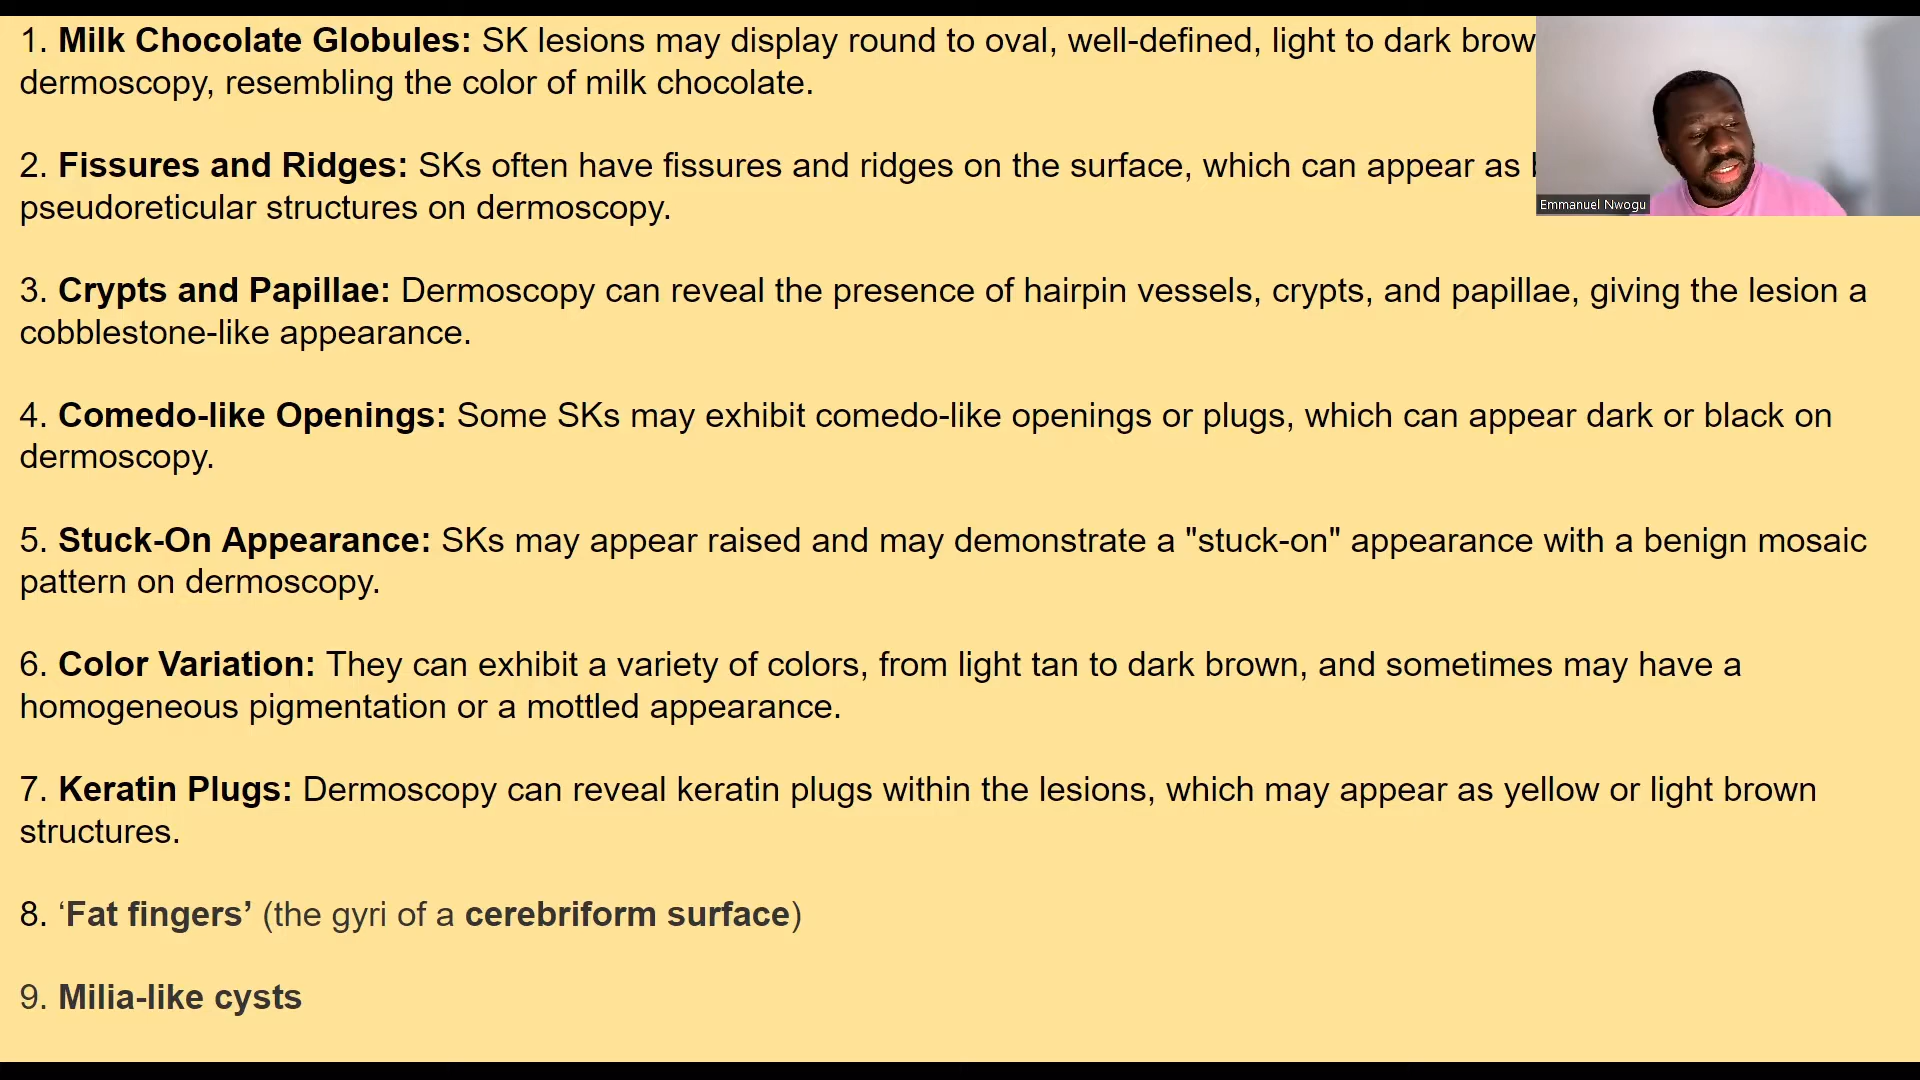 1. Milk Chocolate Globules: SK lesions may display round to oval, well-defined, light to dark
dermoscopy, resembling the color of milk chocolate.
2. Fissures and Ridges: SKs often have fissures and ridges on the surface, which can appear as
pseudoreticular structures on dermoscopy.
Emmanuel Nwogu
3. Crypts and Papillae: Dermoscopy can reveal the presence of hairpin vessels, crypts, and papillae, giving the lesion a
cobblestone-like appearance.
4. Comedo-like Openings: Some SKs may exhibit comedo-like openings or plugs, which can appear dark or black on
dermoscopy.
5. Stuck-On Appearance: SKs may appear raised and may demonstrate a "stuck-on" appearance with a benign mosaic
pattern on dermoscopy.
6. Color Variation: They can exhibit a variety of colors, from light tan to dark brown, and sometimes may have a
homogeneous pigmentation or a mottled appearance.
7. Keratin Plugs: Dermoscopy can reveal keratin plugs within the lesions, which may appear as yellow or light brown
structures.
8. ‘Fat fingers’ (the gyri of a cerebriform surface)
9. Milia-like cysts